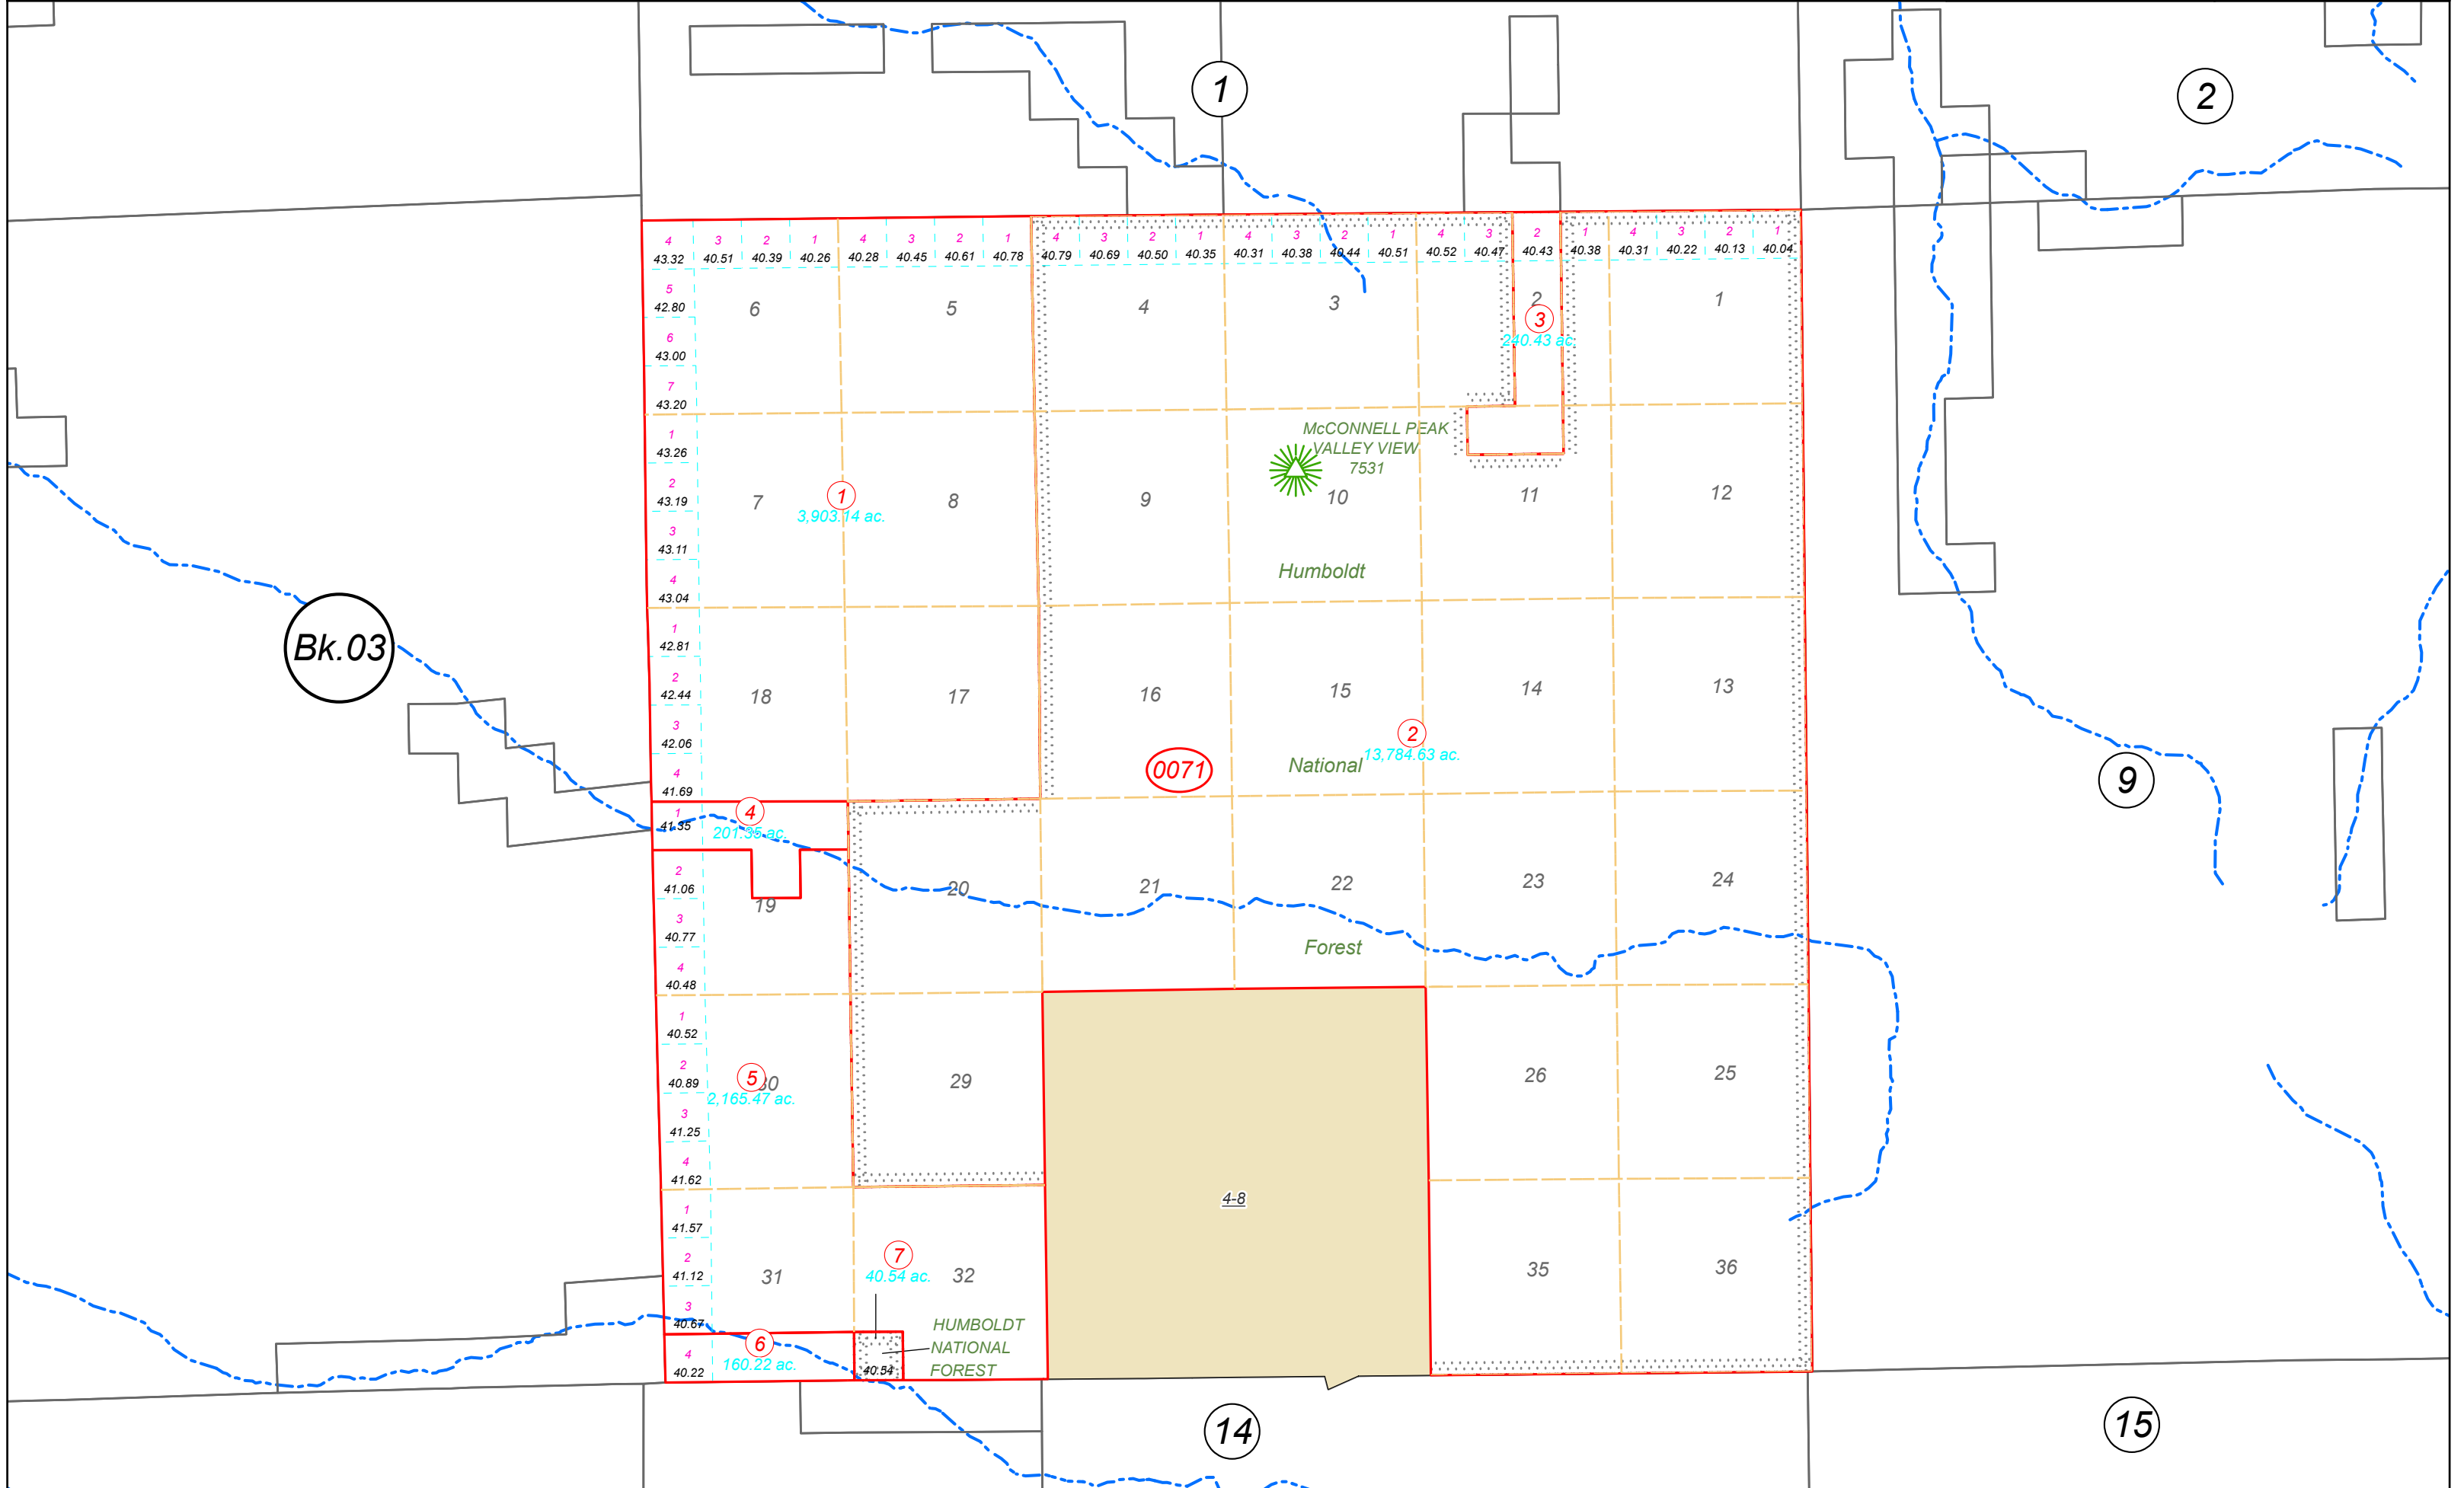 1
2
4 3 2 1 4 3 2 1 4 3 2 1 4 3 2 1 4 3 2 1 4 3 2 1
43.32 40.51 40.39 40.26 40.28 40.45 40.61 40.78 40.79 40.69 40.50 40.35 40.31 40.38 40.44 40.51 40.52 40.47 40.43 40.38 40.31 40.22 40.13 40.04
5
42.80
6 5 4 3 2 1
3
240.43 ac.
6
43.00
7
43.20
1
43.26
McCONNELL PEAK
VALLEY VIEW
7531
2
43.19
7 8 9 10 11 12
1
3,903.14 ac.
3
43.11
4
43.04
Humboldt
1
42.81
Bk.03
2
42.44
18 17 16 15 14 13
3
42.06
2
13,784.63 ac.
National
0071
9
4
41.69
1
41.35
4
201.35 ac.
2
41.06
19 20 21 22 23 24
3
40.77
Forest
4
40.48
1
40.52
2
40.89
5
30 29 26 25
2,165.47 ac.
3
41.25
4
41.62
4-8
1
41.57
2
41.12
7
40.54 ac.
31 32 35 36
3
40.67
HUMBOLDT
NATIONAL
FOREST
6
160.22 ac.
4
40.22
40.54
14
15